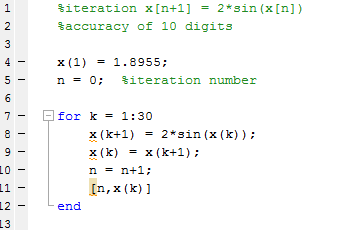 1 %iteration x[n+1] = 2*sin(x[n])
2 %accuracy of 10 digits
3
4 - x(1) = 1.8955;
5 - n = 0; %iteration number
6
7 - for k = 1:30
8 - x(k+1) = 2*sin(x(k));
9 - x(k) = x(k+1);
10 - n = n+1;
11 - [n,x(k)]
12 - end
13